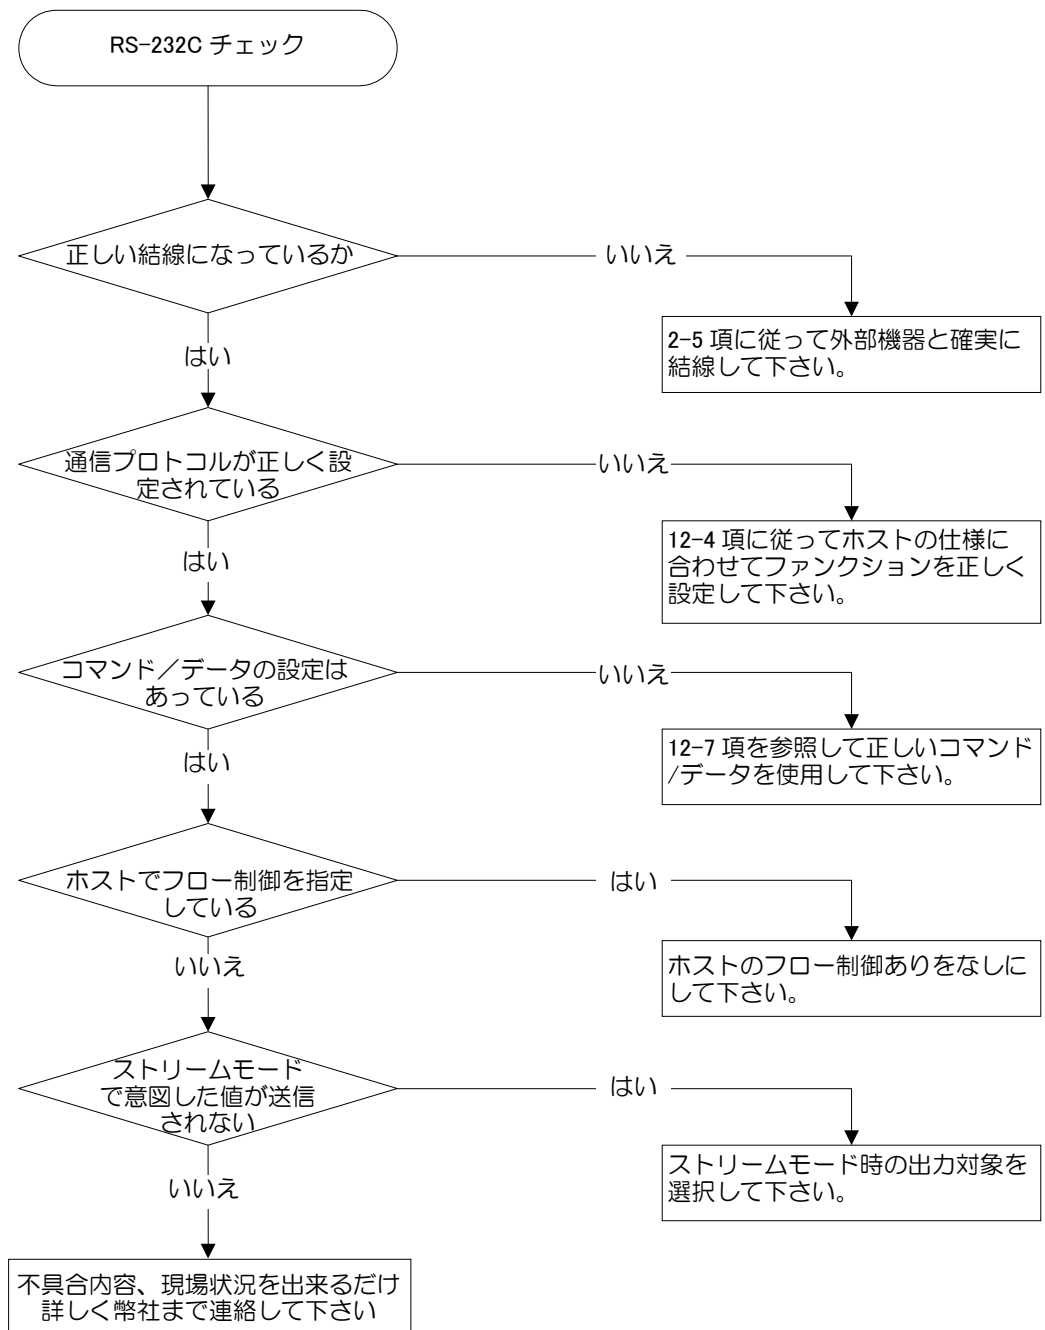 RS-232C チェック
正しい結線になっているか
いいえ
2-5 項に従って外部機器と確実に
結線して下さい。
はい
通信プロトコルが正しく設
定されている
いいえ
12-4 項に従ってホストの仕様に
合わせてファンクションを正しく
設定して下さい。
はい
コマンド／データの設定は
あっている
いいえ
12-7 項を参照して正しいコマンド
/データを使用して下さい。
はい
ホストでフロー制御を指定
している
はい
ホストのフロー制御ありをなしに
して下さい。
いいえ
ストリームモード
で意図した値が送信
されない
はい
ストリームモード時の出力対象を
選択して下さい。
いいえ
不具合内容、現場状況を出来るだけ
詳しく幣社まで連絡して下さい